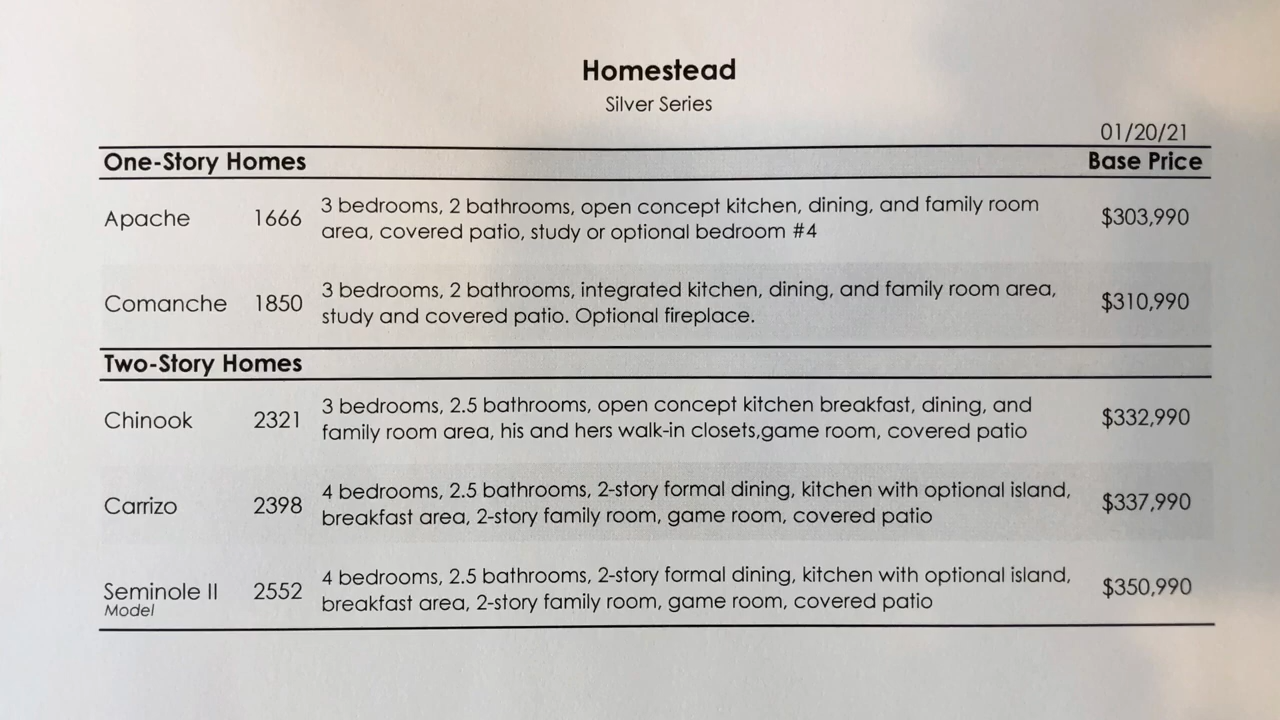 Homestead
Silver Series
01/20/21
One-Story Homes Base Price
Apache 1666 3 bedrooms, 2 bathrooms, open concept kitchen, dining, and family room
area, covered patio, study or optional bedroom #4 $303,990
Comanche 1850 3 bedrooms, 2 bathrooms, integrated kitchen, dining, and family room area,
study and covered patio. Optional fireplace. $310,990
Two-Story Homes
Chinook 2321 3 bedrooms, 2.5 bathrooms, open concept kitchen breakfast, dining, and
family room area, his and hers walk-in closets,game room, covered patio $332,990
Carrizo 2398 4 bedrooms, 2.5 bathrooms, 2-story formal dining, kitchen with optional island,
breakfast area, 2-story family room, game room, covered patio $337,990
Seminole II 2552 4 bedrooms, 2.5 bathrooms, 2-story formal dining, kitchen with optional island,
Model breakfast area, 2-story family room, game room, covered patio $350,990